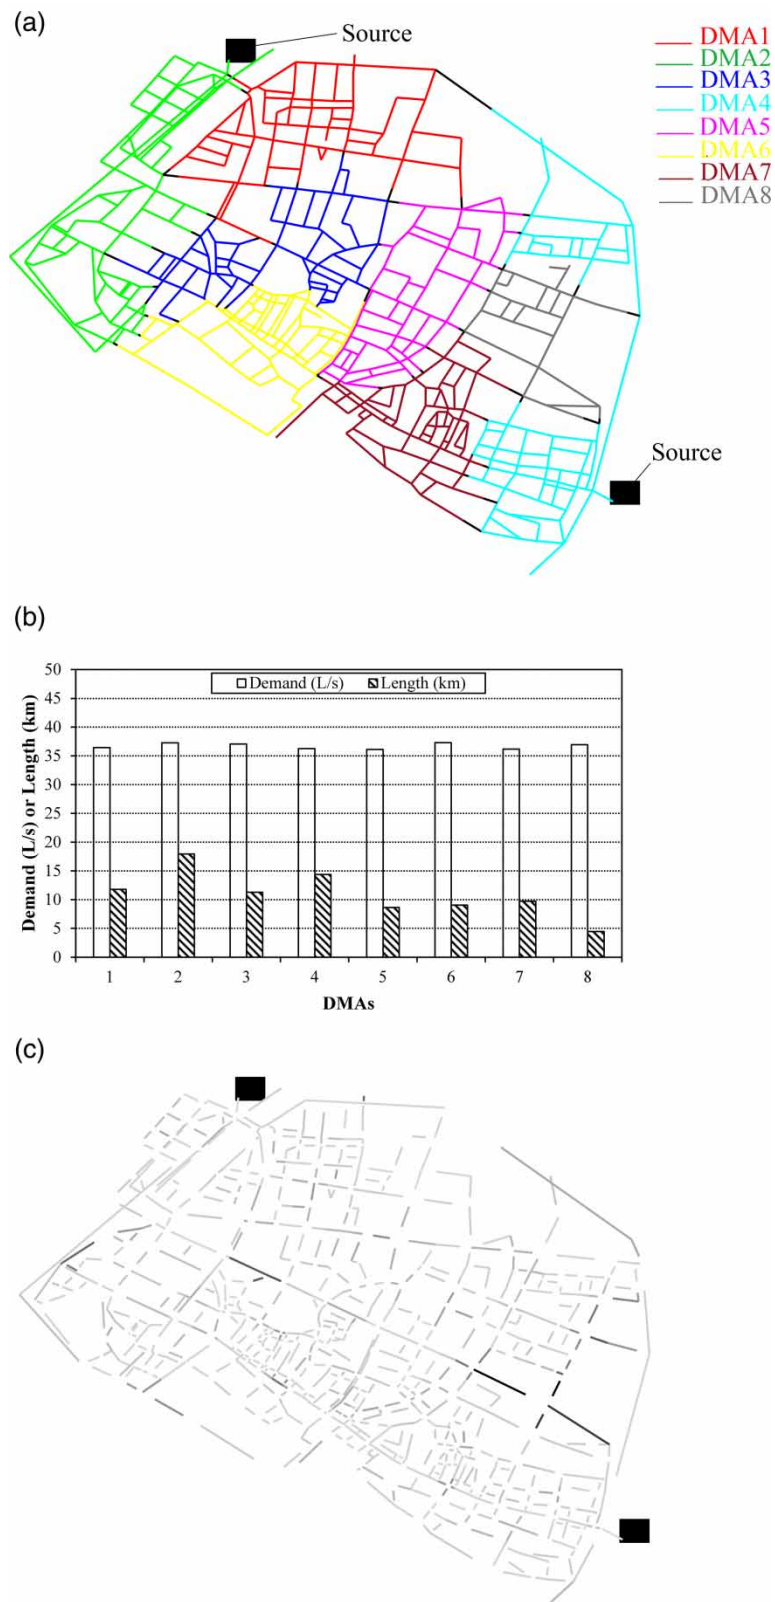 (a)
Source
DMA1
DMA2
DMA3
DMA4
DMA5
DMA6
DMA7
DMA8
Source
(b)
50
45
40
35
30
25
20
15
10
5
0
Demand (L/s) or Length (km)
Demand (L/s) Length (km)
1 2 3 4 5 6 7 8
DMAs
(c)